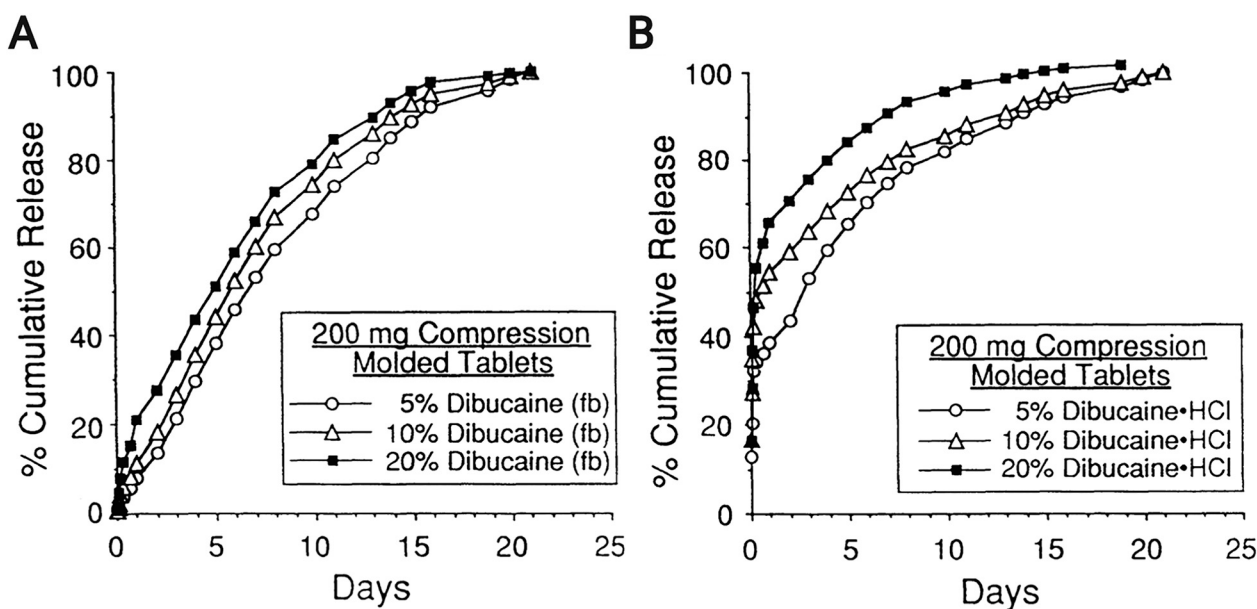 A
% Cumulative Release
100
80
60
40
20
0
0 5 10 15 20 25
Days
200 mg Compression
Molded Tablets
5% Dibucaine (fb)
10% Dibucaine (fb)
20% Dibucaine (fb)
B
% Cumulative Release
100
80
60
40
20
0
0 5 10 15 20 25
Days
200 mg Compression
Molded Tablets
5% Dibucaine•HCl
10% Dibucaine•HCl
20% Dibucaine•HCl